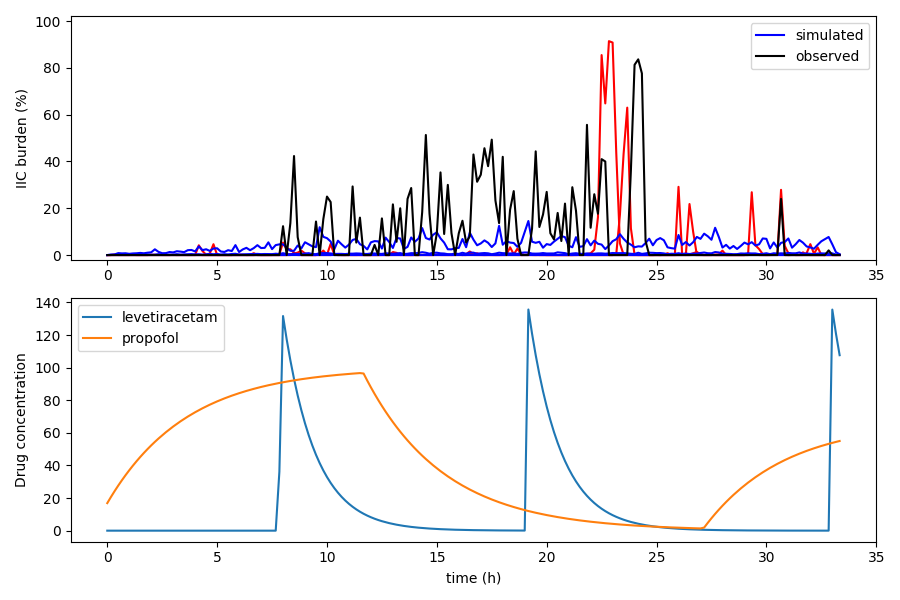 100
80
60
40
20
0
IIC burden (%)
simulated
observed
0 5 10 15 20 25 30 35
140
120
100
80
60
40
20
0
Drug concentration
levetiracetam
propofol
0 5 10 15 20 25 30 35
time (h)